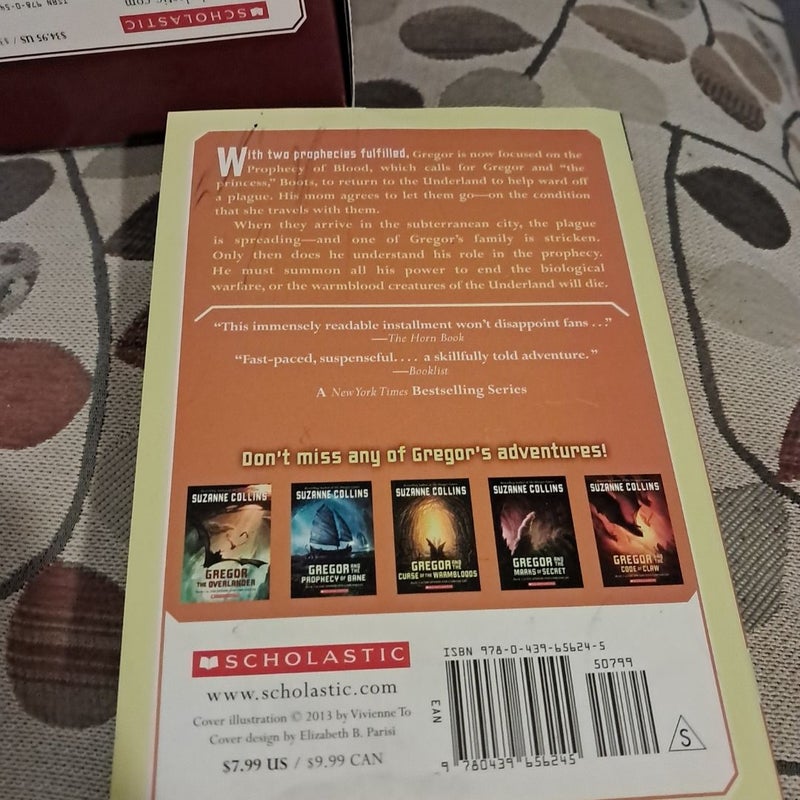 ISBN 978-0-54
SCHOLASTIC
$34.95 US
With two prophecies fulfilled, Gregor is now focused on the
Prophecy of Blood, which calls for Gregor and “the
princess,” Boots, to return to the Underland to help ward off
a plague. His mom agrees to let them go—on the condition
that she travels with them.
When they arrive in the subterranean city, the plague
is spreading—and one of Gregor’s family is stricken.
Only then does he understand his role in the prophecy.
He must summon all his power to end the biological
warfare, or the warmblood creatures of the Underland will die.
“This immensely readable installment won’t disappoint fans . . .”
—The Horn Book
“Fast-paced, suspenseful. . . . a skillfully told adventure.”
—Booklist
A New York Times Bestselling Series
Don't miss any of Gregor's adventures!
SUZANNE COLLINS
GREGOR
THE OVERLANDER
SUZANNE COLLINS
GREGOR AND THE
PROPHECY OF BANE
SUZANNE COLLINS
GREGOR AND THE
CURSE OF THE WARMBLOODS
SUZANNE COLLINS
GREGOR AND THE
MARKS OF SECRET
SUZANNE COLLINS
GREGOR AND THE
CODE OF CLAW
SCHOLASTIC
www.scholastic.com
Cover illustration © 2013 by Vivienne To
Cover design by Elizabeth B. Parisi
$7.99 US / $9.99 CAN
ISBN 978-0-439-65624-5
50799
EAN
9 780439 656245
S